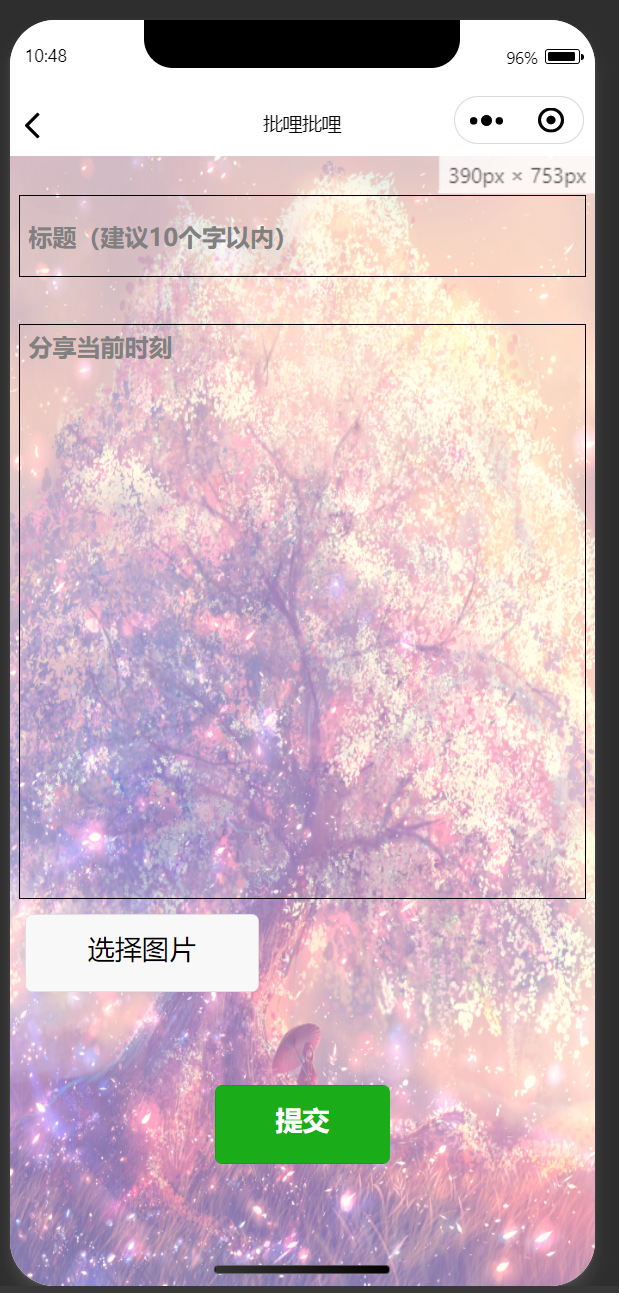 10:48
96%
批哩批哩
390px × 753px
标题（建议10个字以内）
分享当前时刻
选择图片
提交